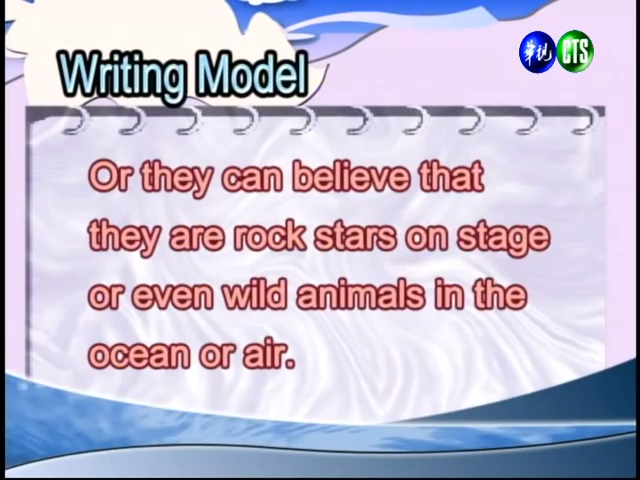 Writing Model
華視 CTS
Or they can believe that
they are rock stars on stage
or even wild animals in the
ocean or air.